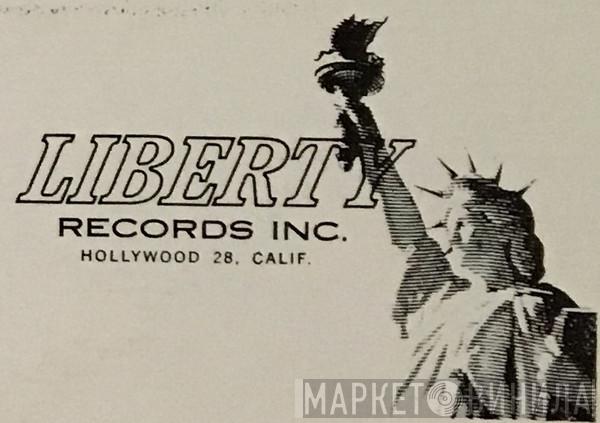 LIBERTY
RECORDS INC.
HOLLYWOOD 28, CALIF.
МАРКЕТ ВИНИЛА